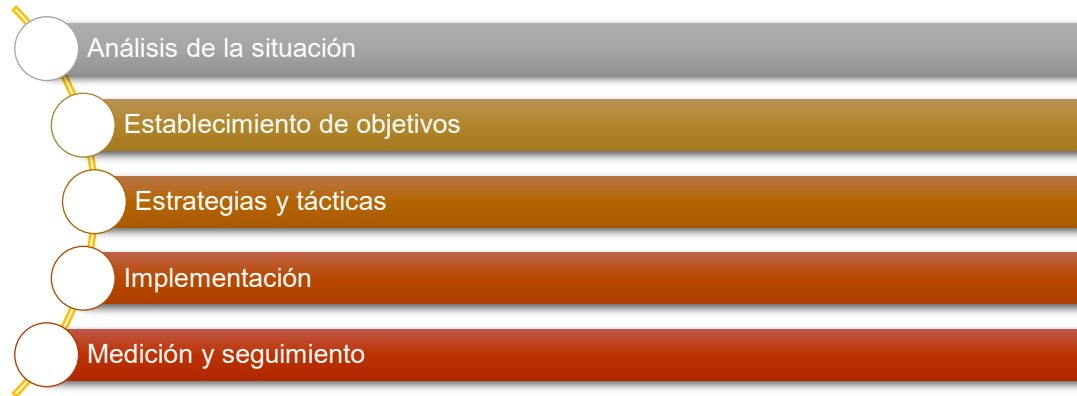 Análisis de la situación
Establecimiento de objetivos
Estrategias y tácticas
Implementación
Medición y seguimiento